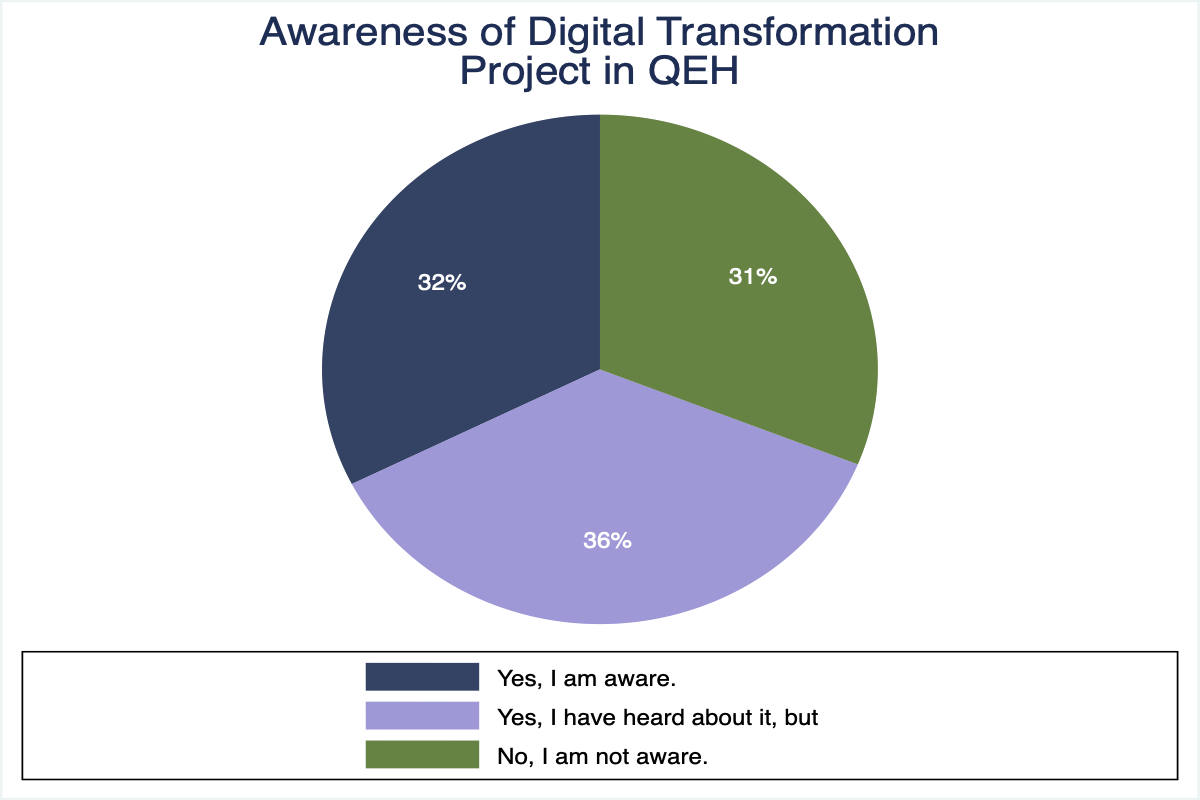 Awareness of Digital Transformation
Project in QEH
32%
31%
36%
Yes, I am aware.
Yes, I have heard about it, but
No, I am not aware.